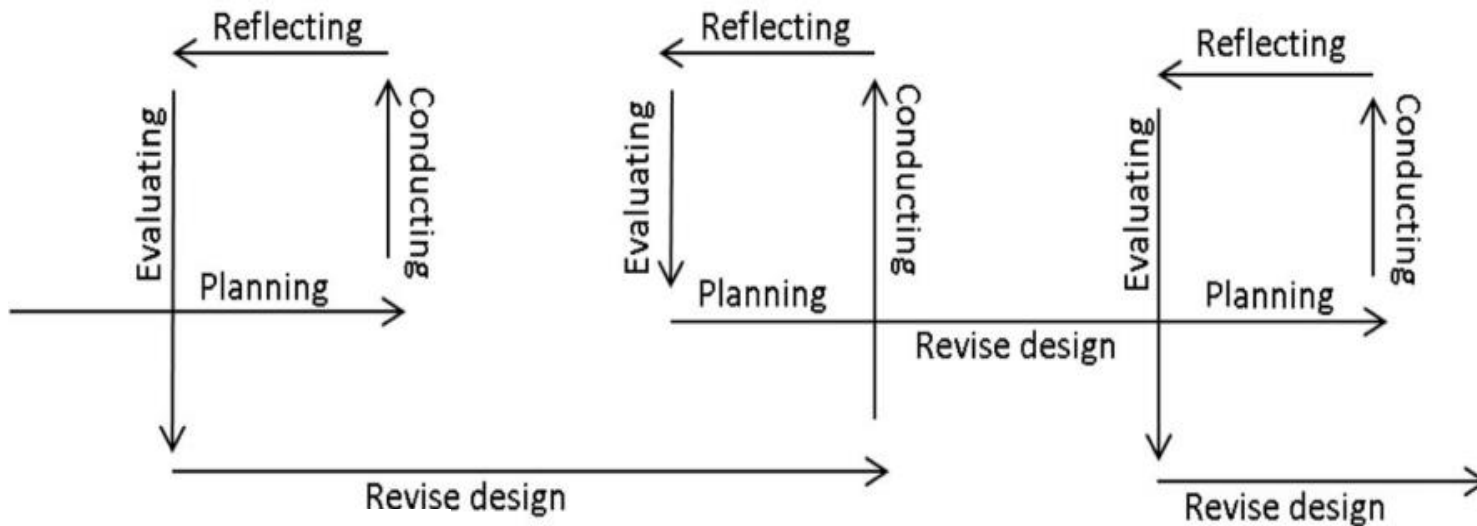 Reflecting
Evaluating
Conducting
Planning
Revise design
Reflecting
Evaluating
Conducting
Planning
Revise design
Reflecting
Evaluating
Conducting
Planning
Revise design